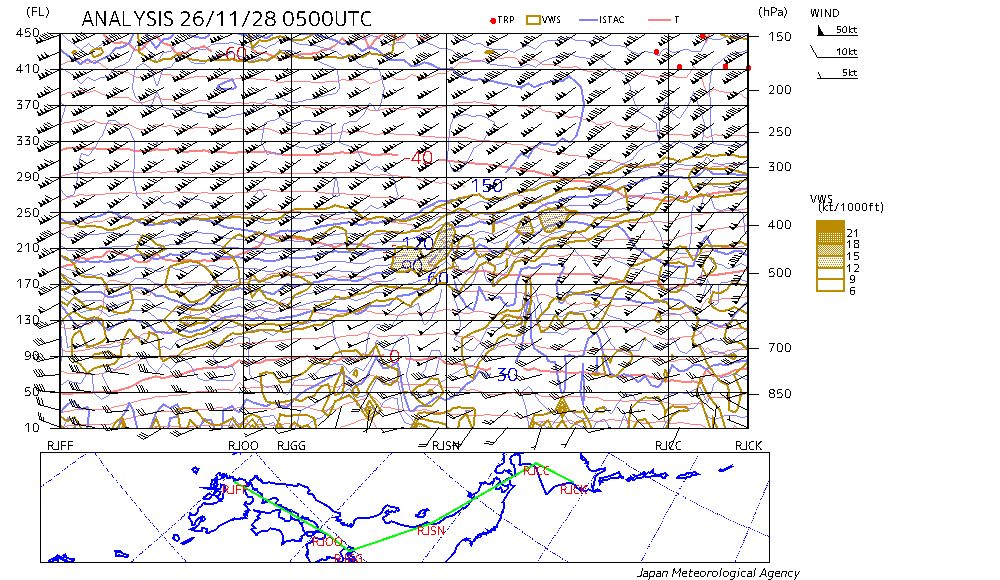 (FL) ANALYSIS 26/11/28 0500UTC TRP VWS ISTAC T (hPa) WIND
450 150 50kt
-60 10kt
410 5kt
370 200
330 250
-40
290 300
150
250 VWS
(kt/1000ft)
400
210 120 21
18
90 500 15
170 60 12
9
130 6
90 0 700
30
50 850
10
RJFF RJOO RJGG RJSN RJCC RJCK
RJCC
RJFF RJCK
RJSN
RJOO
RJGG
Japan Meteorological Agency